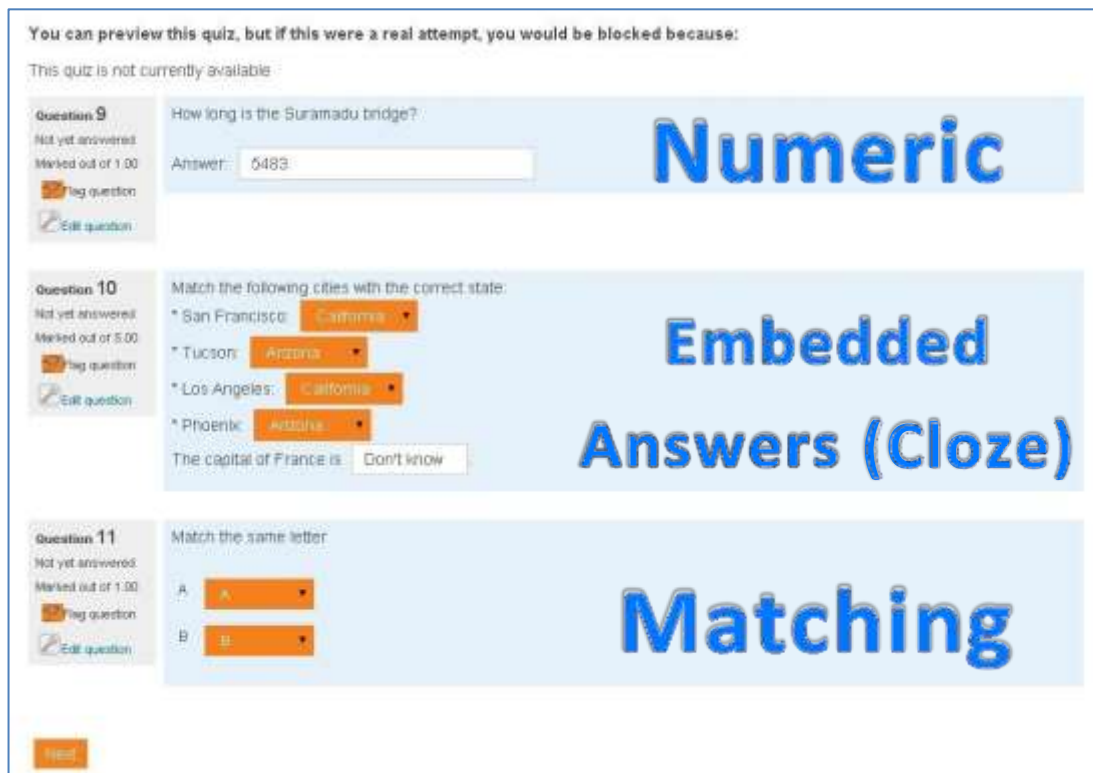 You can preview this quiz, but if this were a real attempt, you would be blocked because:
This quiz is not currently available
Question 9
Not yet answered
Marked out of 1.00
Flag question
Edit question
How long is the Suramadu bridge?
Answer: 5483
Numeric
Question 10
Not yet answered
Marked out of 5.00
Flag question
Edit question
Match the following cities with the correct state:
* San Francisco: California
* Tucson: Arizona
* Los Angeles: California
* Phoenix: Arizona
The capital of France is Don't know
Embedded
Answers (Cloze)
Question 11
Not yet answered
Marked out of 1.00
Flag question
Edit question
Match the same letter
A A
B B
Matching
Next